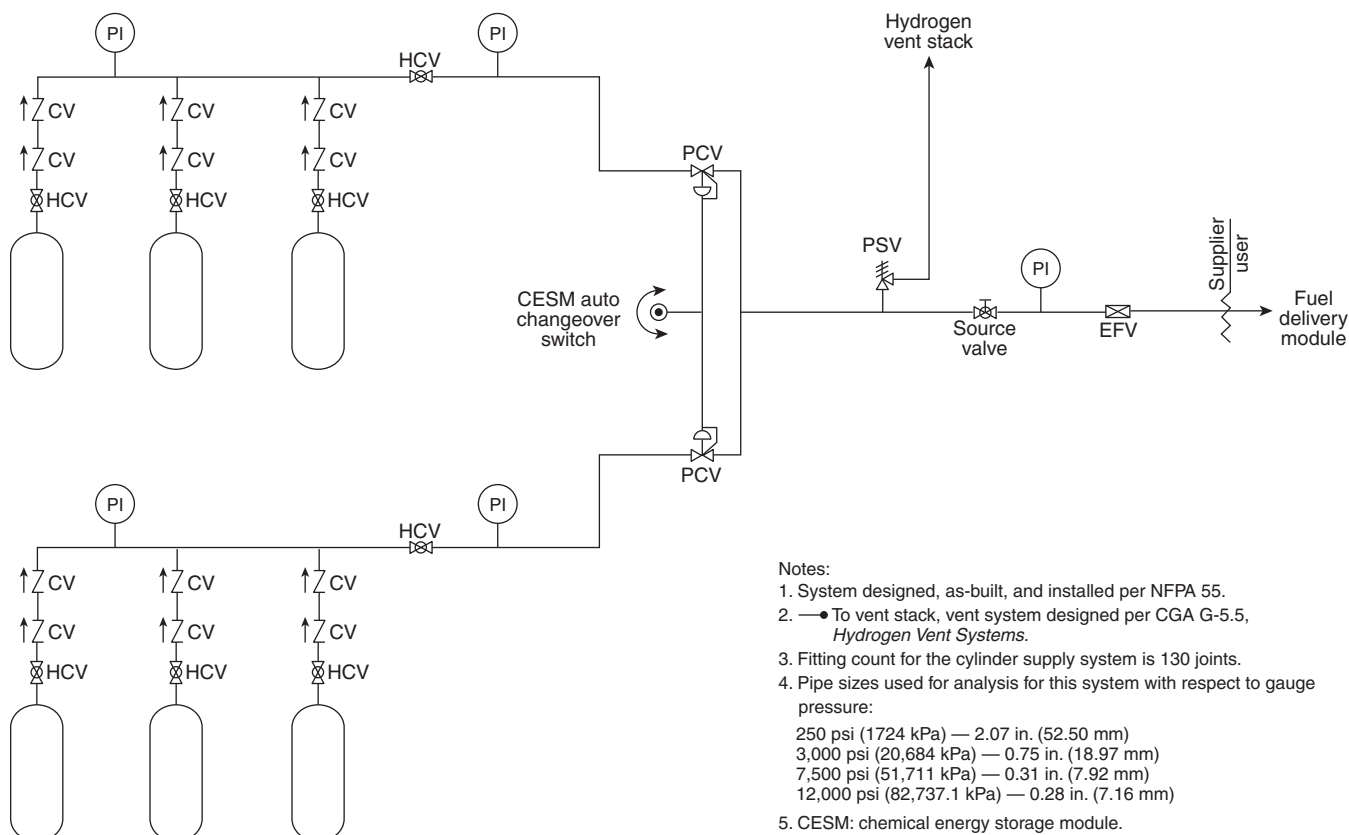 Hydrogen
vent stack
PI
PI
HCV
CV
CV
CV
CV
CV
CV
HCV
HCV
HCV
PCV
PSV
PI
Supplier
user
CESM auto
changeover
switch
Source
valve
EFV
Fuel
delivery
module
PCV
PI
PI
HCV
CV
CV
CV
CV
CV
CV
HCV
HCV
HCV
Notes:
1. System designed, as-built, and installed per NFPA 55.
2. To vent stack, vent system designed per CGA G-5.5,
Hydrogen Vent Systems.
3. Fitting count for the cylinder supply system is 130 joints.
4. Pipe sizes used for analysis for this system with respect to gauge
pressure:
250 psi (1724 kPa) — 2.07 in. (52.50 mm)
3,000 psi (20,684 kPa) — 0.75 in. (18.97 mm)
7,500 psi (51,711 kPa) — 0.31 in. (7.92 mm)
12,000 psi (82,737.1 kPa) — 0.28 in. (7.16 mm)
5. CESM: chemical energy storage module.